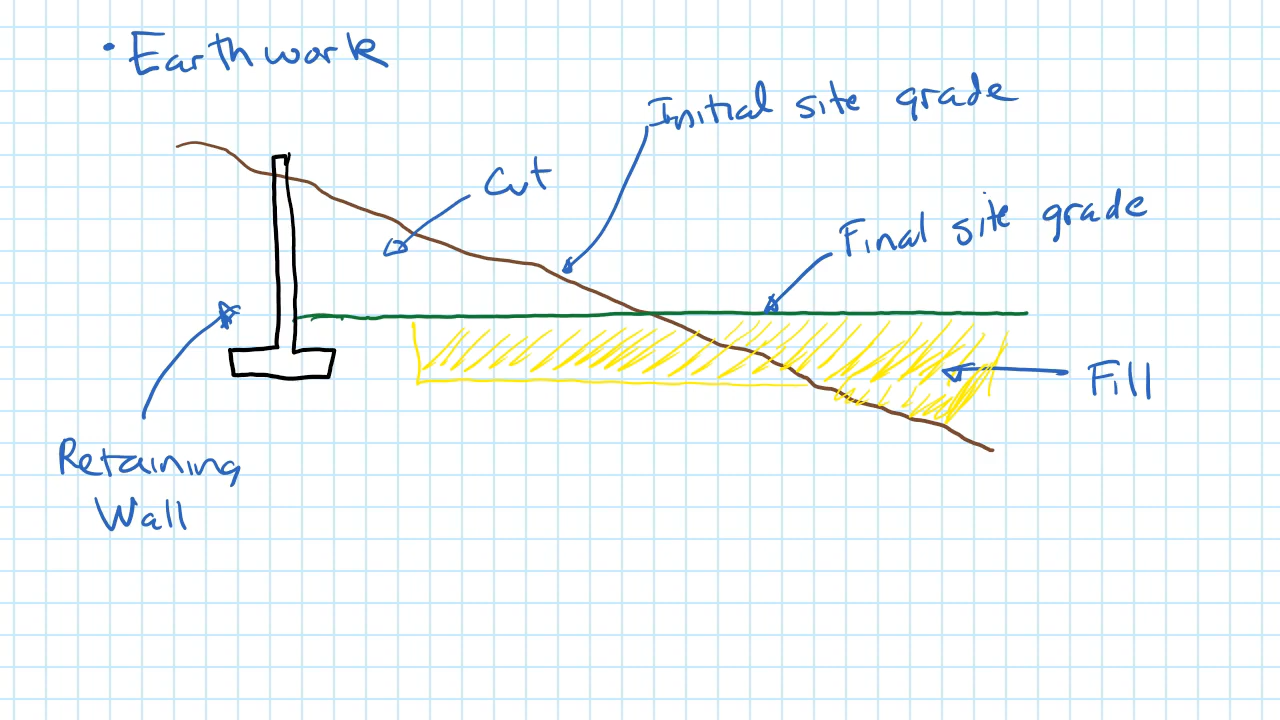 • Earthwork
Initial site grade
Cut
Final site grade
Fill
Retaining
Wall